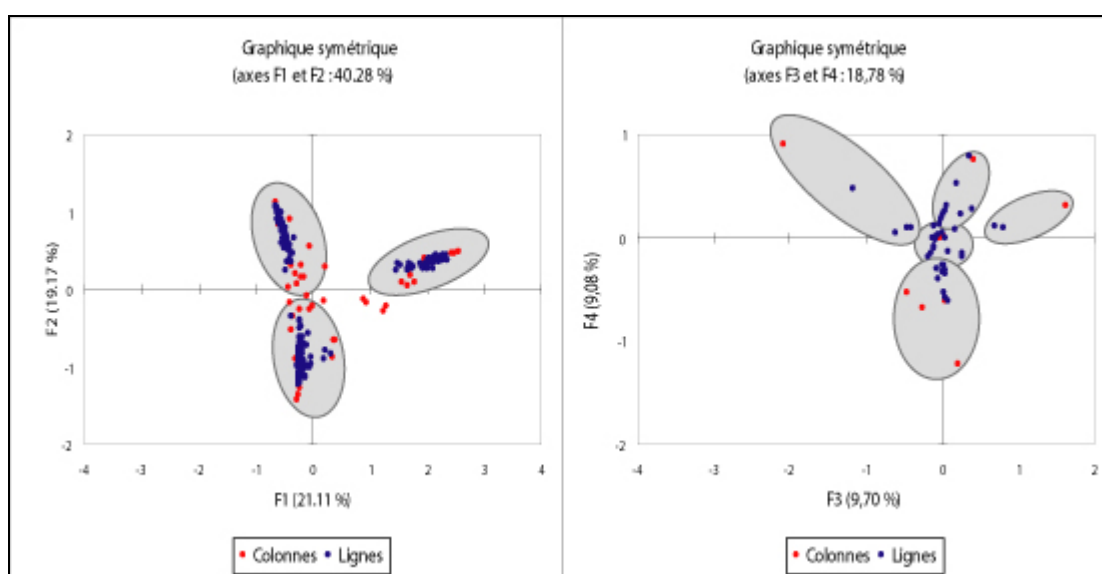 Graphique symétrique
(axes F1 et F2 : 40.28 %)
2
1
0
-1
-2
-4
-3
-2
-1
0
1
2
3
4
F2 (19.17 %)
F1 (21.11 %)
Colonnes
Lignes
Graphique symétrique
(axes F3 et F4 : 18,78 %)
1
0
-1
-2
-4
-3
-2
-1
0
1
2
F4 (9,08 %)
F3 (9,70 %)
Colonnes
Lignes